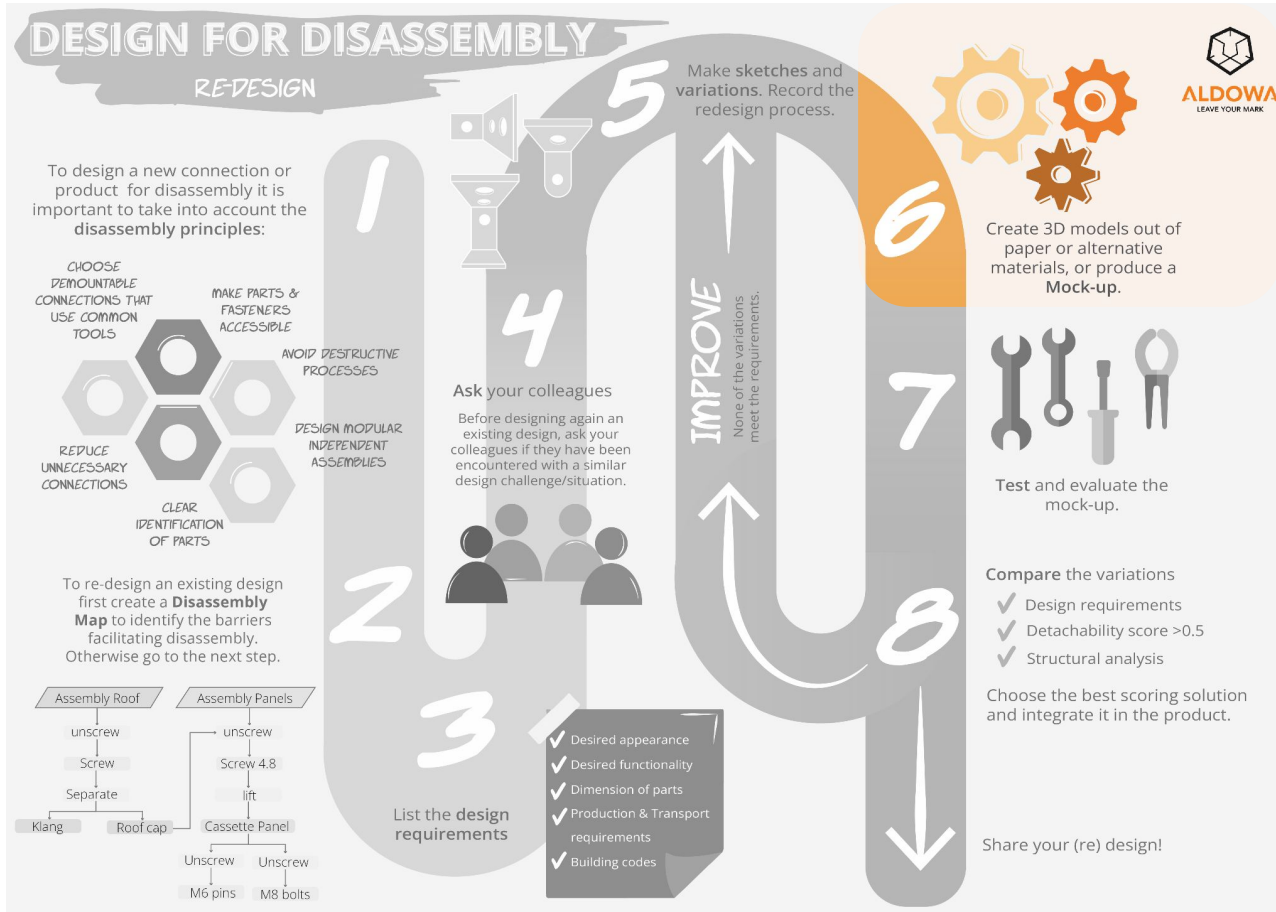 DESIGN FOR DISASSEMBLY
RE-DESIGN
1
To design a new connection or
product for disassembly it is
important to take into account the
disassembly principles:
CHOOSE
DEMOUNTABLE
CONNECTIONS THAT
USE COMMON
TOOLS
MAKE PARTS &
FASTENERS
ACCESSIBLE
AVOID DESTRUCTIVE
PROCESSES
DESIGN MODULAR
INDEPENDENT
ASSEMBLIES
REDUCE
UNNECESSARY
CONNECTIONS
CLEAR
IDENTIFICATION
OF PARTS
2
To re-design an existing design
first create a Disassembly
Map to identify the barriers
facilitating disassembly.
Otherwise go to the next step.
Assembly Roof
unscrew
Screw
Separate
Klang
Roof cap
Assembly Panels
unscrew
Screw 4.8
lift
Cassette Panel
Unscrew
Unscrew
M6 pins
M8 bolts
3
List the design
requirements
Desired appearance
Desired functionality
Dimension of parts
Production & Transport
requirements
Building codes
4
Ask your colleagues
Before designing again an
existing design, ask your
colleagues if they have been
encountered with a similar
design challenge/situation.
5
Make sketches and
variations. Record the
redesign process.
IMPROVE
None of the variations
meet the requirements.
6
Create 3D models out of
paper or alternative
materials, or produce a
Mock-up.
ALDOWA
LEAVE YOUR MARK
7
Test and evaluate the
mock-up.
8
Compare the variations
Design requirements
Detachability score >0.5
Structural analysis
Choose the best scoring solution
and integrate it in the product.
Share your (re) design!